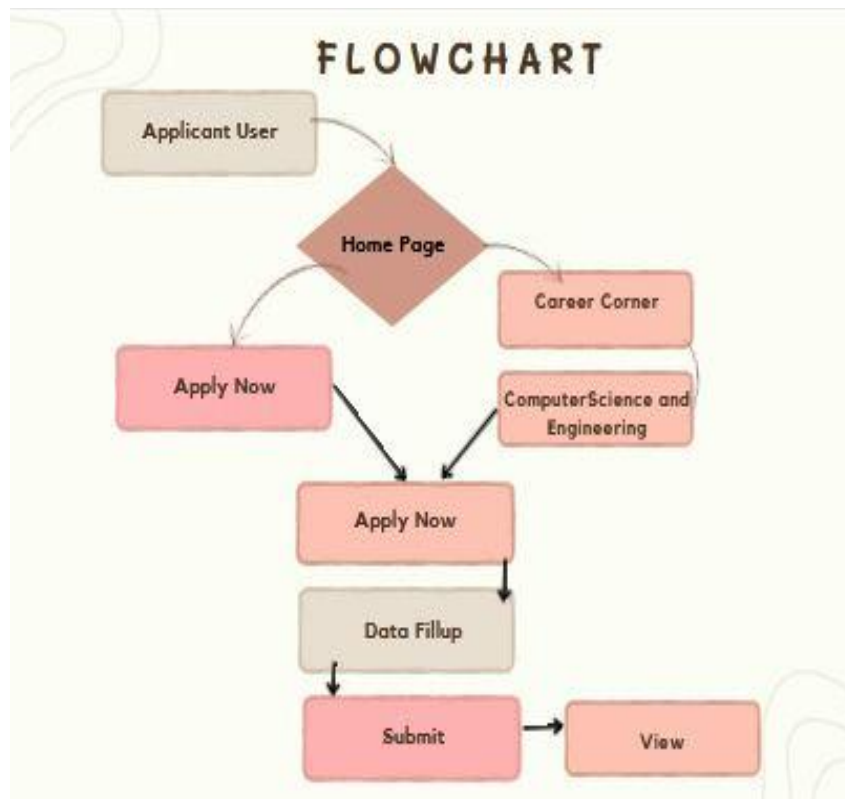 FLOWCHART
Applicant User
Home Page
Career Corner
Apply Now
ComputerScience and
Engineering
Apply Now
Data Fillup
Submit
View